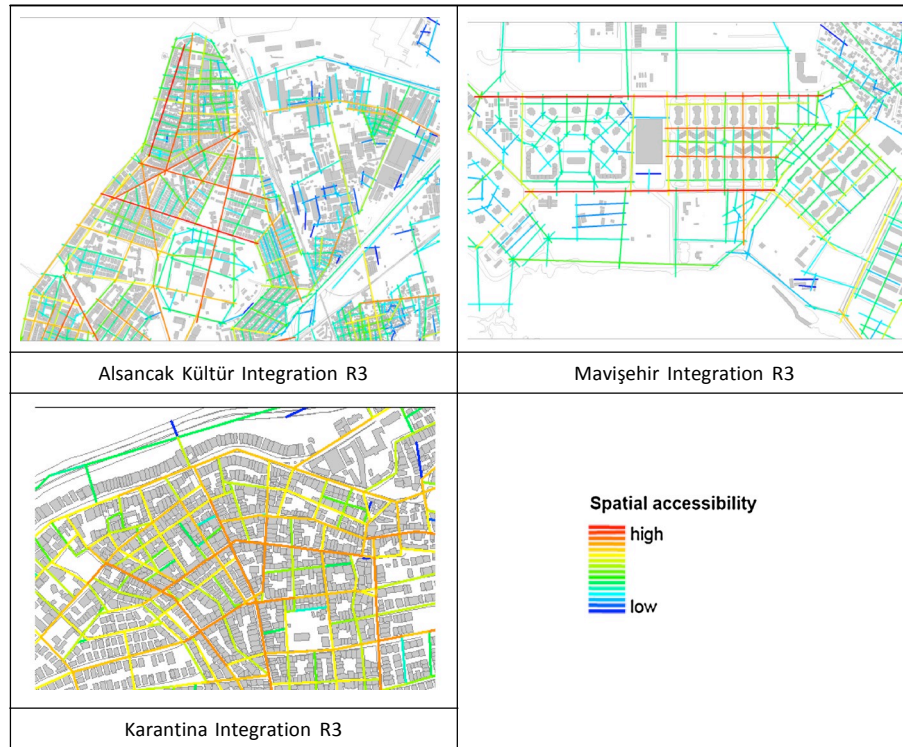 Alsancak Kültür Integration R3
Mavişehir Integration R3
Spatial accessibility
high
low
Karantina Integration R3